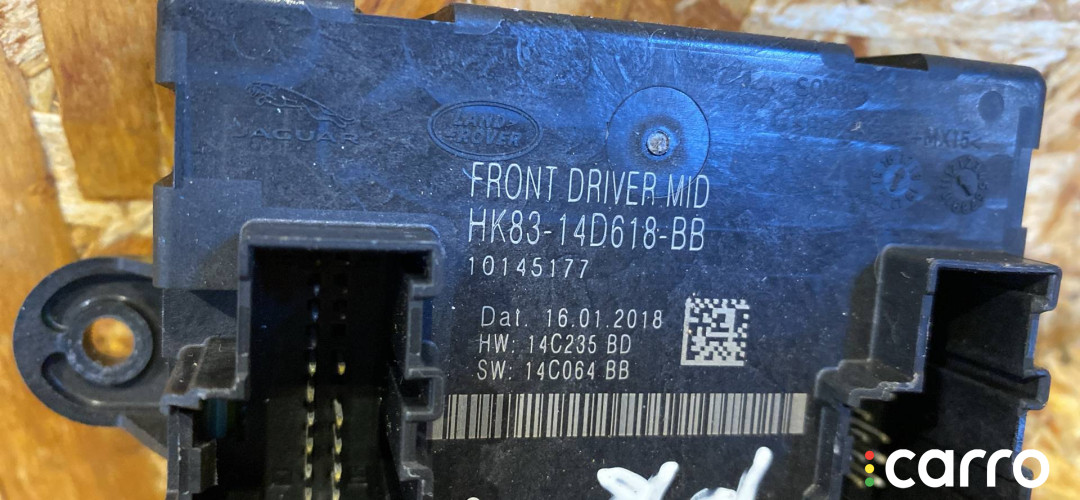 JAGUAR
LAND-
ROVER
FRONT DRIVER MID
HK83-14D618-BB
10145177
Dat. 16.01.2018
HW: 14C235 BD
SW: 14C064 BB
carro